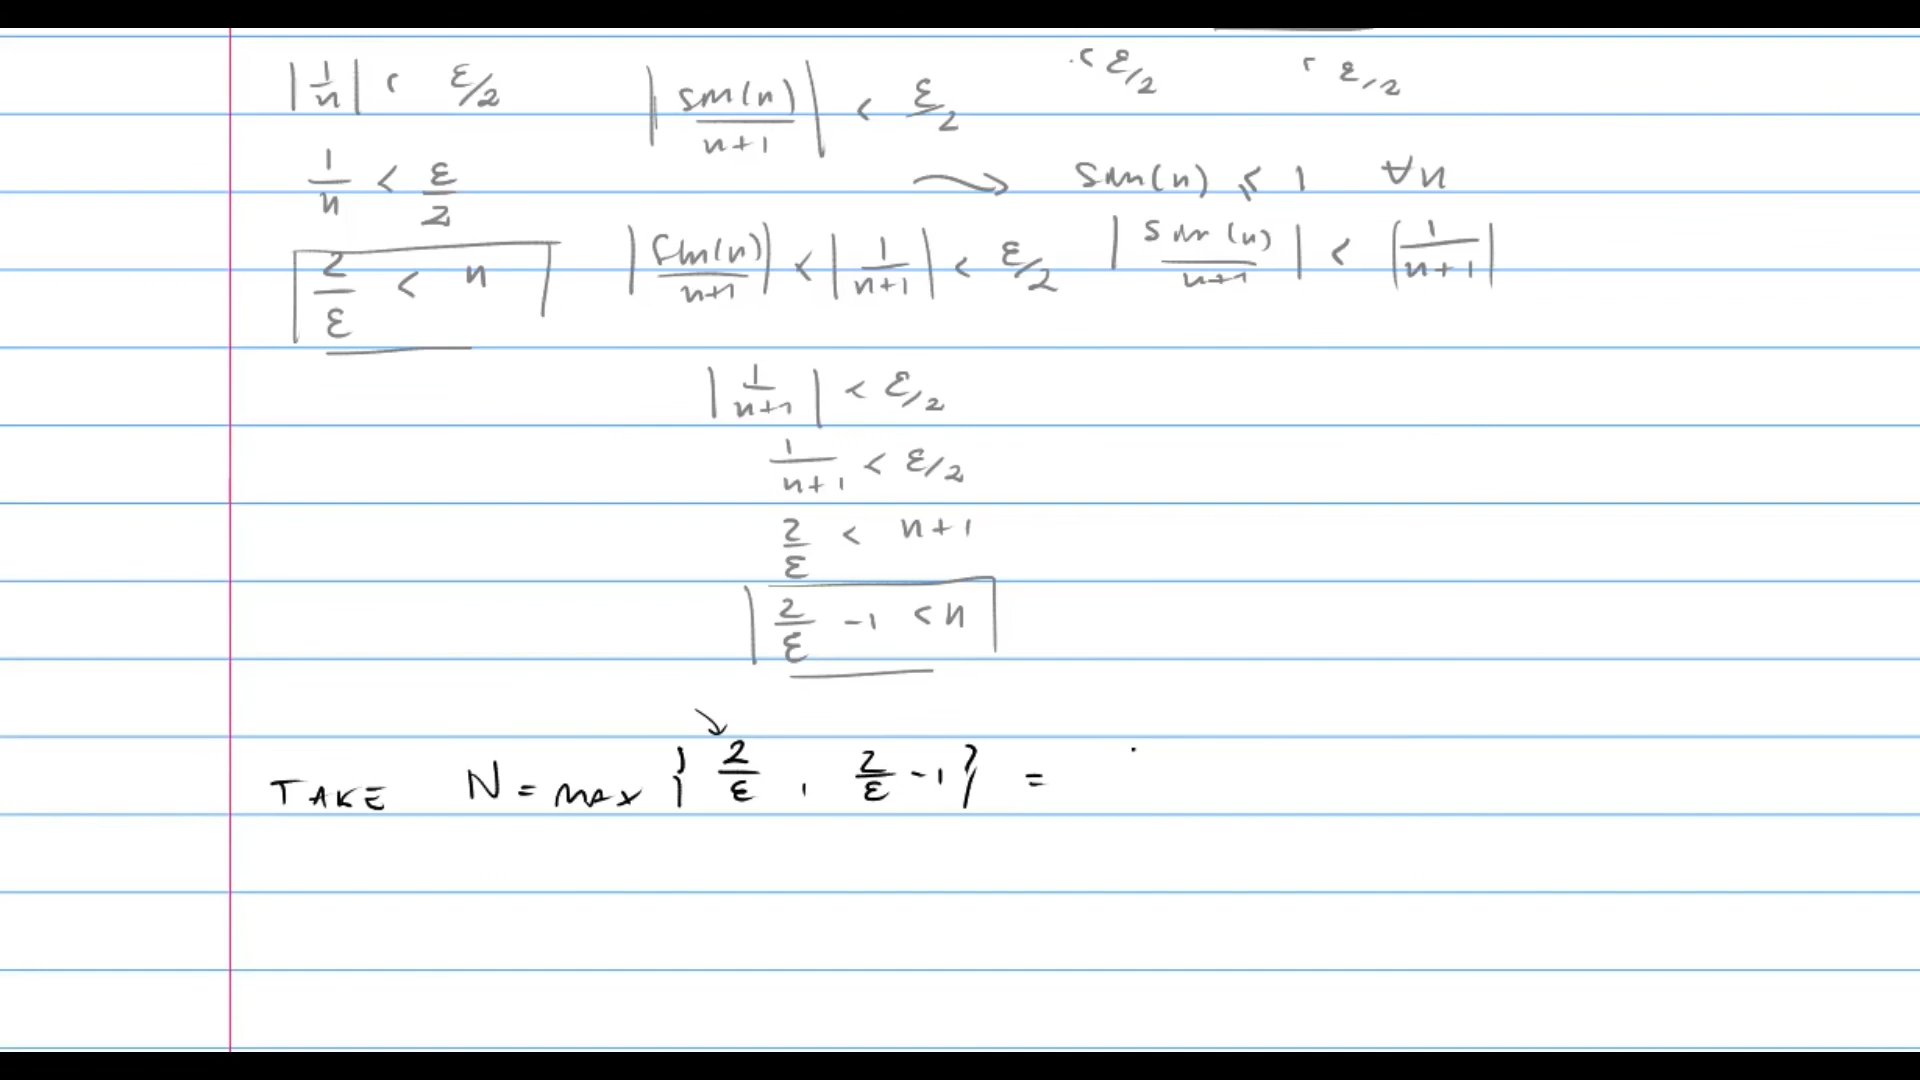 < ε/2 < ε/2
|1/n| < ε/2 |sin(n)/(n+1)| < ε/2
1/n < ε/2 → sin(n) ≤ 1 ∀n
2/ε < n |sin(n)/(n+1)| < |1/(n+1)| < ε/2 |sin(n)/(n+1)| < |1/(n+1)|
|1/(n+1)| < ε/2
1/(n+1) < ε/2
2/ε < n+1
2/ε -1 < n
TAKE N = MAX {2/ε, 2/ε -1} =